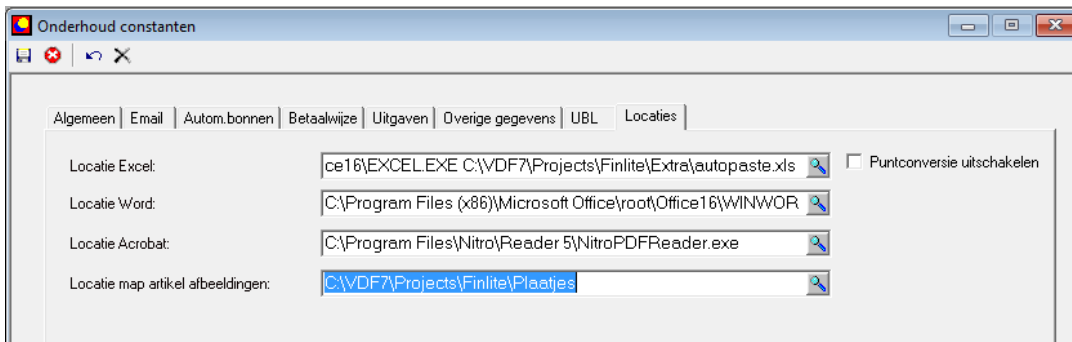 Onderhoud constanten
Algemeen Email Autom.bonnen Betaalwijze Uitgaven Overige gegevens UBL Locaties
Locatie Excel: ce16\EXCEL.EXE C:\VDF7\Projects\Finlite\Extra\autopaste.xls Puntconversie uitschakelen
Locatie Word: C:\Program Files (x86)\Microsoft Office\root\Office16\WINWOR
Locatie Acrobat: C:\Program Files\Nitro\Reader 5\NitroPDFReader.exe
Locatie map artikel afbeeldingen: C:\VDF7\Projects\Finlite\Plaatjes